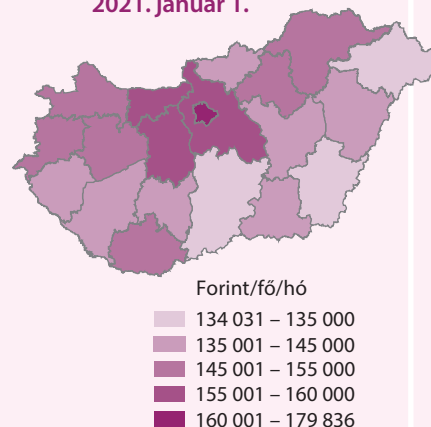 2021. január 1.
Forint/fő/hó
134 031 – 135 000
135 001 – 145 000
145 001 – 155 000
155 001 – 160 000
160 001 – 179 836